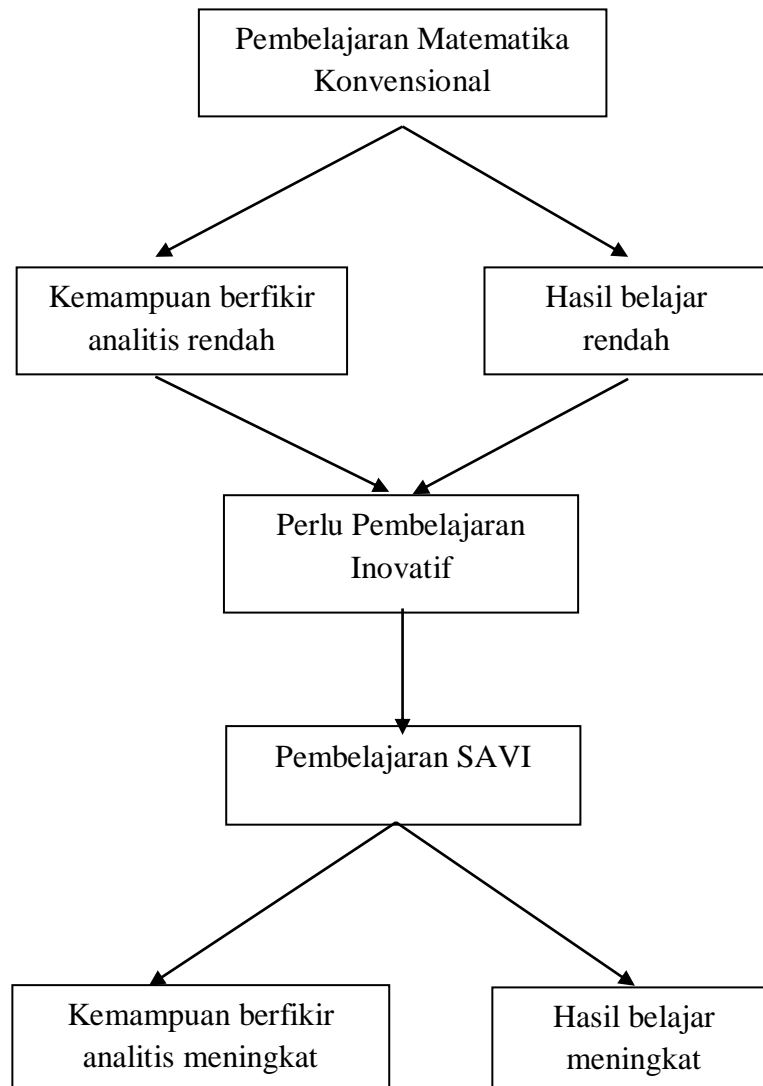 Pembelajaran Matematika
Konvensional
Kemampuan berfikir
analitis rendah
Hasil belajar
rendah
Perlu Pembelajaran
Inovatif
Pembelajaran SAVI
Kemampuan berfikir
analitis meningkat
Hasil belajar
meningkat